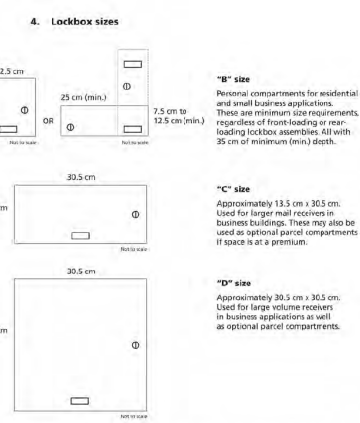 4. Lockbox sizes
2.5 cm
OR
25 cm (min.)
7.5 cm to
12.5 cm (min.)
Not to scale
Not to scale
"B" size
Personal compartments for residential
and small business applications.
These are minimum size requirements,
regardless of front-loading or rear-
loading lockbox assemblies. All with
35 cm of minimum (min.) depth.
30.5 cm
cm
Not to scale
"C" size
Approximately 13.5 cm x 30.5 cm.
Used for larger mail receivers in
business buildings. These may also be
used as optional parcel compartments
if space is at a premium.
30.5 cm
cm
Not to scale
"D" size
Approximately 30.5 cm x 30.5 cm.
Used for large volume receivers
in business applications as well
as optional parcel compartments.